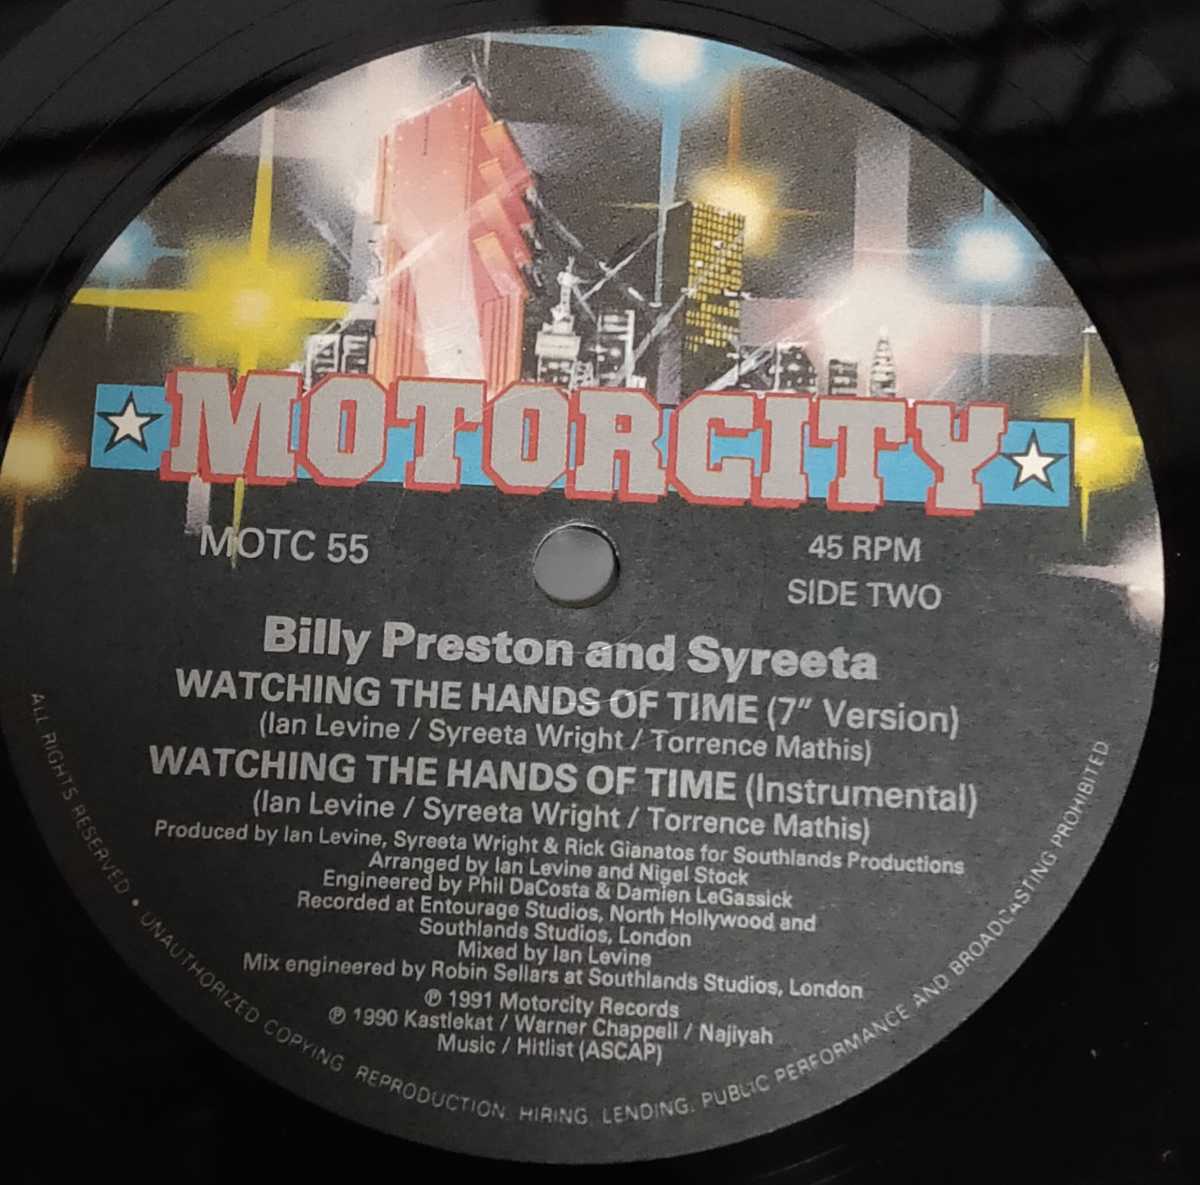 MOTORCITY
MOTC 55
45 RPM
SIDE TWO
Billy Preston and Syreeta
WATCHING THE HANDS OF TIME (7" Version)
(Ian Levine / Syreeta Wright / Torrence Mathis)
WATCHING THE HANDS OF TIME (Instrumental)
(Ian Levine / Syreeta Wright / Torrence Mathis)
Produced by Ian Levine, Syreeta Wright & Rick Gianatos for Southlands Productions
Arranged by Ian Levine and Nigel Stock
Engineered by Phil DaCosta & Damien LeGassick
Recorded at Entourage Studios, North Hollywood and
Southlands Studios, London
Mixed by Ian Levine
Mix engineered by Robin Sellars at Southlands Studios, London
℗ 1991 Motorcity Records
℗ 1990 Kastlekat / Warner Chappell / Najiyah
Music / Hitlist (ASCAP)
ALL RIGHTS RESERVED • UNAUTHORIZED COPYING, REPRODUCTION, HIRING, LENDING, PUBLIC PERFORMANCE AND BROADCASTING PROHIBITED